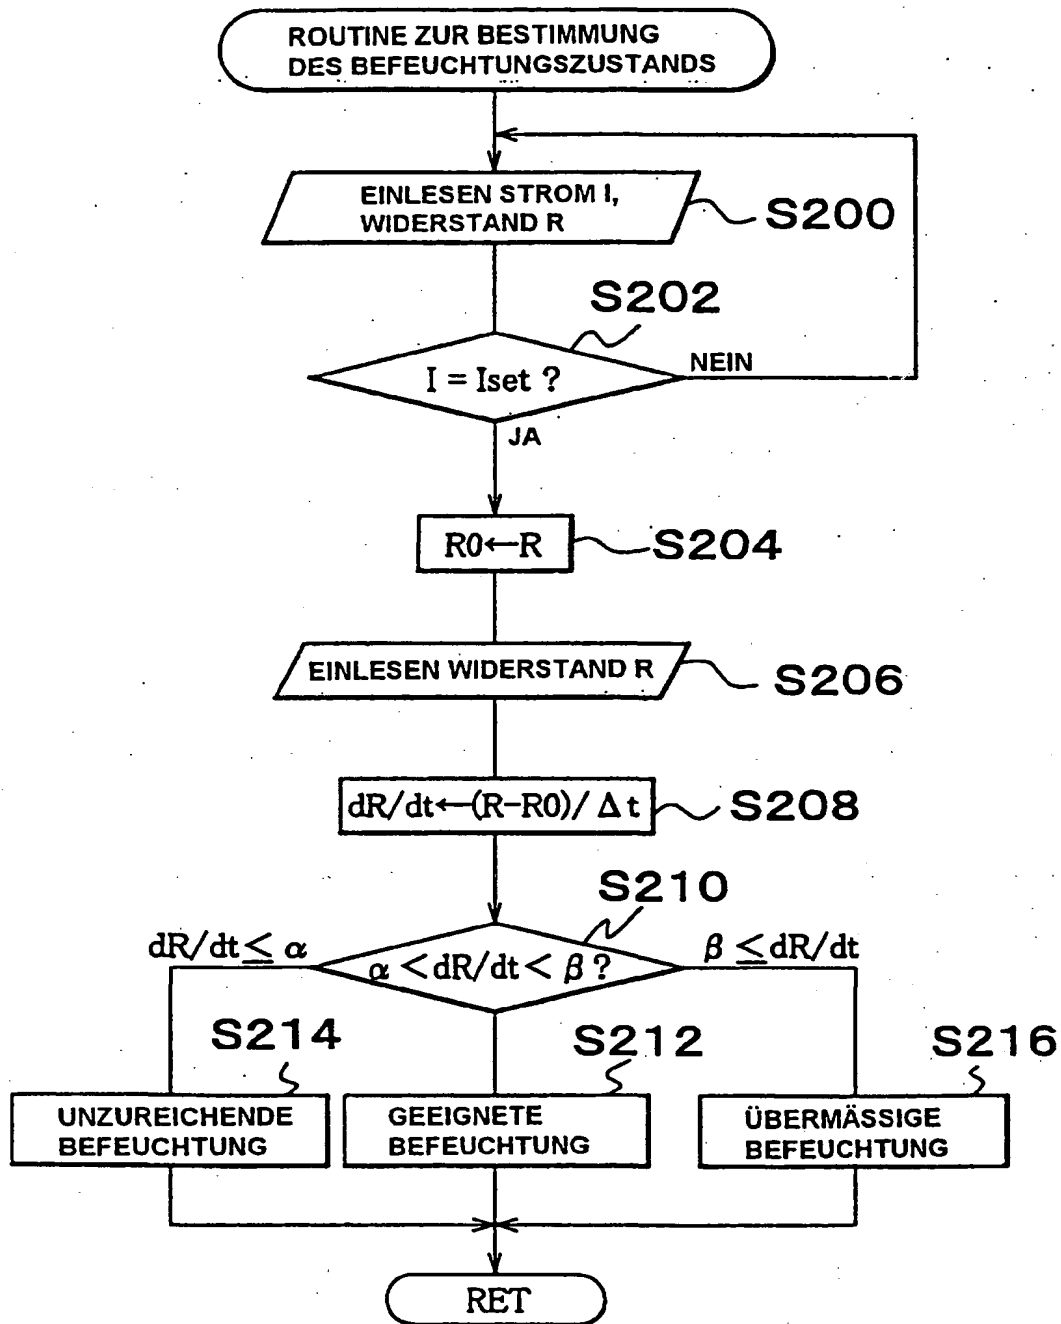 ROUTINE ZUR BESTIMMUNG
DES BEFEUCHTUNGSZUSTANDS
EINLESEN STROM I,
WIDERSTAND R
S200
S202
I = Iset ?
NEIN
JA
R0←R
S204
EINLESEN WIDERSTAND R
S206
dR/dt←(R-R0)/Δt
S208
S210
dR/dt≤α
α<dR/dt<β?
β≤dR/dt
S214
S212
S216
UNZUREICHENDE
BEFEUCHTUNG
GEEIGNETE
BEFEUCHTUNG
ÜBERMÄSSIGE
BEFEUCHTUNG
RET